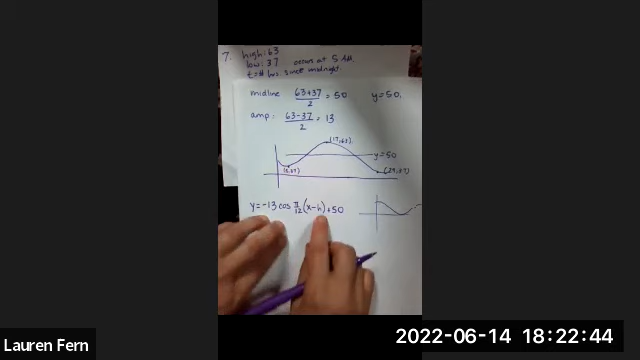 7. high: 63
low: 37 occurs at 5 AM
t = # hrs since midnight
midline 63+37/2 = 50 y = 50.
amp: 63-37/2 = 13
(17,63)
y = 50
(5,37)
(29,37)
y = -13 cos π/12 (x-h) + 50
Lauren Fern
2022-06-14 18:22:44